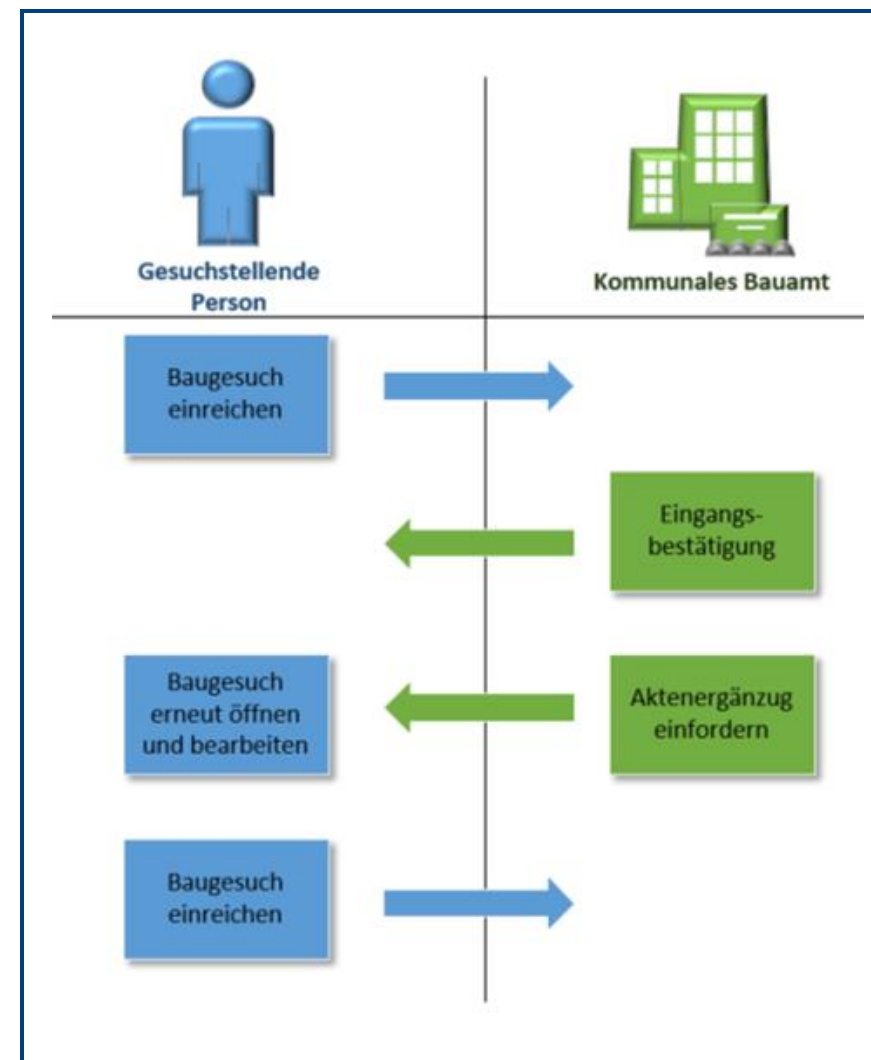 Gesuchstellende
Person
Kommunales Bauamt
Baugesuch
einreichen
Eingangs-
bestätigung
Baugesuch
erneut öffnen
und bearbeiten
Aktenergänzug
einfordern
Baugesuch
einreichen